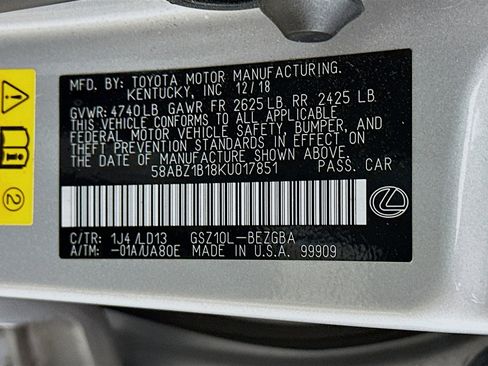 MFD. BY: TOYOTA MOTOR MANUFACTURING.
KENTUCKY, INC 12/18
GVWR: 4740LB GAWR FR 2625LB RR 2425 LB
THIS VEHICLE CONFORMS TO ALL APPLICABLE
FEDERAL MOTOR VEHICLE SAFETY, BUMPER, AND
THEFT PREVENTION STANDARDS IN EFFECT ON
THE DATE OF MANUFACTURE SHOWN ABOVE.
58ABZ1B18KU017851 PASS. CAR
C/TR: 1J4 /LD13 GSZ10L-BEZGBA
A/TM: -01A/UA80E MADE IN U.S.A. 99909
2